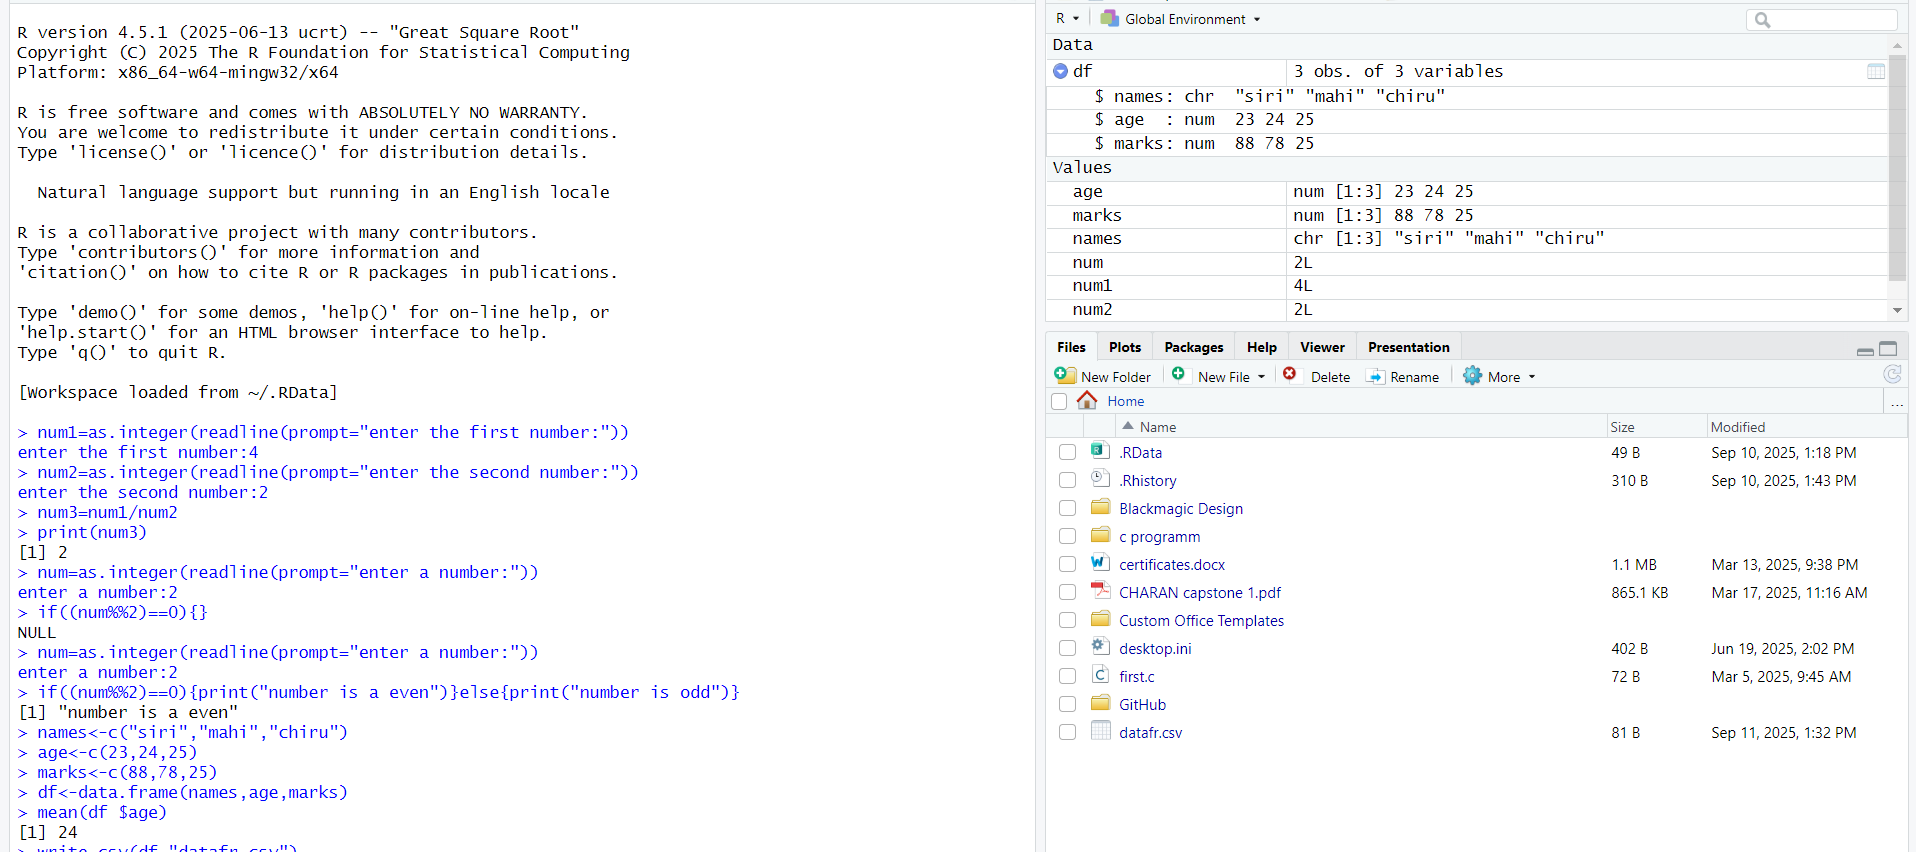 R version 4.5.1 (2025-06-13 ucrt) -- "Great Square Root"
Copyright (C) 2025 The R Foundation for Statistical Computing
Platform: x86_64-w64-mingw32/x64

R is free software and comes with ABSOLUTELY NO WARRANTY.
You are welcome to redistribute it under certain conditions.
Type 'license()' or 'licence()' for distribution details.

  Natural language support but running in an English locale

R is a collaborative project with many contributors.
Type 'contributors()' for more information and
'citation()' on how to cite R or R packages in publications.

Type 'demo()' for some demos, 'help()' for on-line help, or
'help.start()' for an HTML browser interface to help.
Type 'q()' to quit R.

[Workspace loaded from ~/.RData]

> num1=as.integer(readline(prompt="enter the first number:"))
enter the first number:4
> num2=as.integer(readline(prompt="enter the second number:"))
enter the second number:2
> num3=num1/num2
> print(num3)
[1] 2
> num=as.integer(readline(prompt="enter a number:"))
enter a number:2
> if((num%%2)==0){}
NULL
> num=as.integer(readline(prompt="enter a number:"))
enter a number:2
> if((num%%2)==0){print("number is a even")}else{print("number is odd")}
[1] "number is a even"
> names<-c("siri","mahi","chiru")
> age<-c(23,24,25)
> marks<-c(88,78,25)
> df<-data.frame(names,age,marks)
> mean(df $age)
[1] 24
> write.csv(df,"datafr.csv")
R Global Environment
Data
df 3 obs. of 3 variables
$ names: chr "siri" "mahi" "chiru"
$ age : num 23 24 25
$ marks: num 88 78 25
Values
age num [1:3] 23 24 25
marks num [1:3] 88 78 25
names chr [1:3] "siri" "mahi" "chiru"
num 2L
num1 4L
num2 2L
Files Plots Packages Help Viewer Presentation
New Folder New File Delete Rename More
Home ...
Name Size Modified
.RData 49 B Sep 10, 2025, 1:18 PM
.Rhistory 310 B Sep 10, 2025, 1:43 PM
Blackmagic Design
c programm
certificates.docx 1.1 MB Mar 13, 2025, 9:38 PM
CHARAN capstone 1.pdf 865.1 KB Mar 17, 2025, 11:16 AM
Custom Office Templates
desktop.ini 402 B Jun 19, 2025, 2:02 PM
first.c 72 B Mar 5, 2025, 9:45 AM
GitHub
datafr.csv 81 B Sep 11, 2025, 1:32 PM